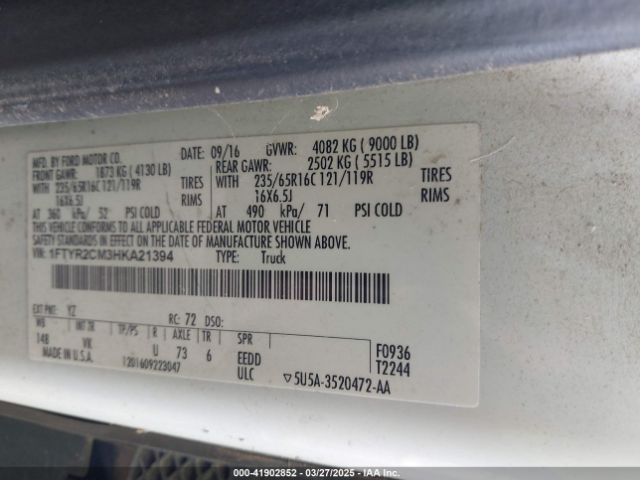 MFD. BY FORD MOTOR CO. DATE: 09/16 GVWR: 4082 KG ( 9000 LB)
FRONT GAWR: 1873 KG ( 4130 LB) REAR GAWR: 2502 KG ( 5515 LB)
WITH 235/65R16C 121/119R TIRES WITH 235/65R16C 121/119R TIRES
16X6.5J RIMS 16X6.5J RIMS
AT 360 kPa/ 52 PSI COLD AT 490 kPa/ 71 PSI COLD
THIS VEHICLE CONFORMS TO ALL APPLICABLE FEDERAL MOTOR VEHICLE
SAFETY STANDARD IN EFFECT ON THE DATE OF MANUFACTURE SHOWN ABOVE.
VIN: 1FTYR2CM3HKA21394 TYPE: Truck
EXT PNT: YZ RC: 72 DSO:
WB INT TR TP/PS R AXLE TR SPR
148 VK U 73 6 EEDD F0936
MADE IN U.S.A. 1201609223047 ULC T2244
▽5U5A-3520472-AA
000-41902852 | 03/27/2025 - IAA Inc.